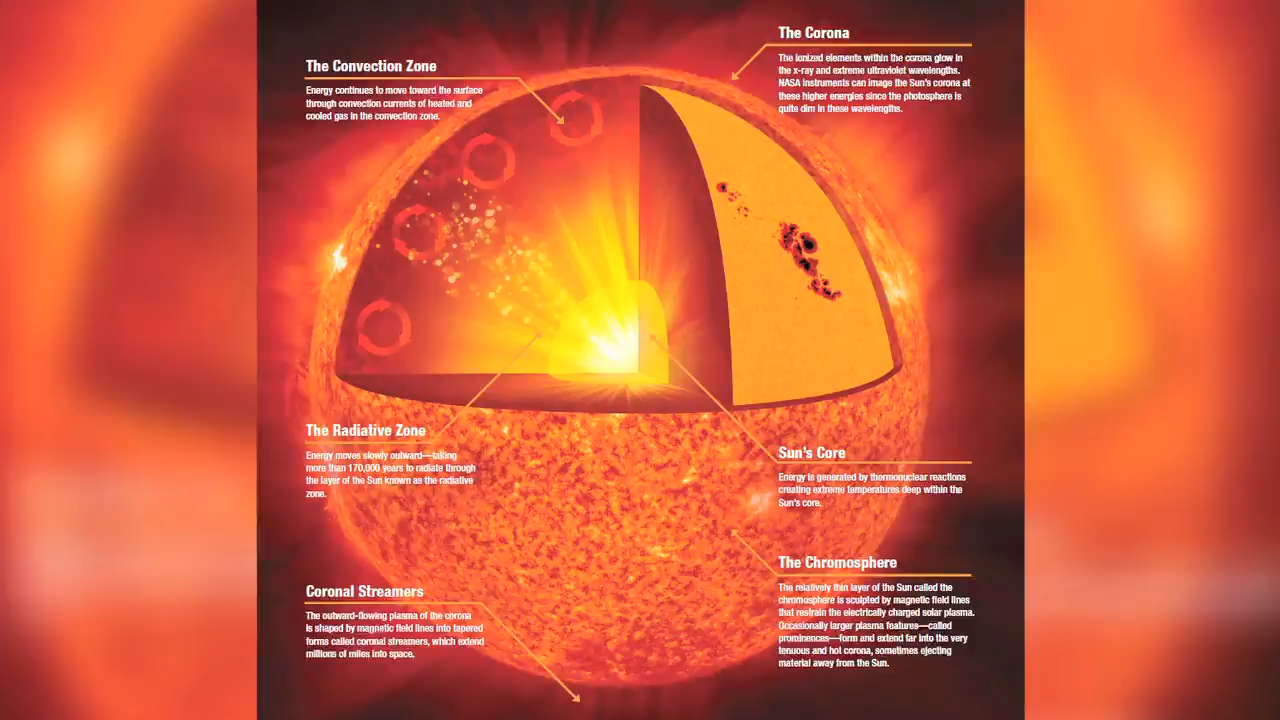 The Convection Zone
Energy continues to move toward the surface
through convection currents of heated and
cooled gas in the convection zone.
The Corona
The ionized elements within the corona glow in
the x-ray and extreme ultraviolet wavelengths.
NASA instruments can image the Sun's corona at
these higher energies since the photosphere is
quite dim in these wavelengths.
The Radiative Zone
Energy moves slowly outward—taking
more than 170,000 years to radiate through
the layer of the Sun known as the radiative
zone.
Sun's Core
Energy is generated by thermonuclear reactions
creating extreme temperatures deep within the
Sun's core.
Coronal Streamers
The outward-flowing plasma of the corona
is shaped by magnetic field lines into tapered
forms called coronal streamers, which extend
millions of miles into space.
The Chromosphere
The relatively thin layer of the Sun called the
chromosphere is sculpted by magnetic field lines
that restrain the electrically charged solar plasma.
Occasionally larger plasma features—called
prominences—form and extend far into the very
tenuous and hot corona, sometimes ejecting
material away from the Sun.